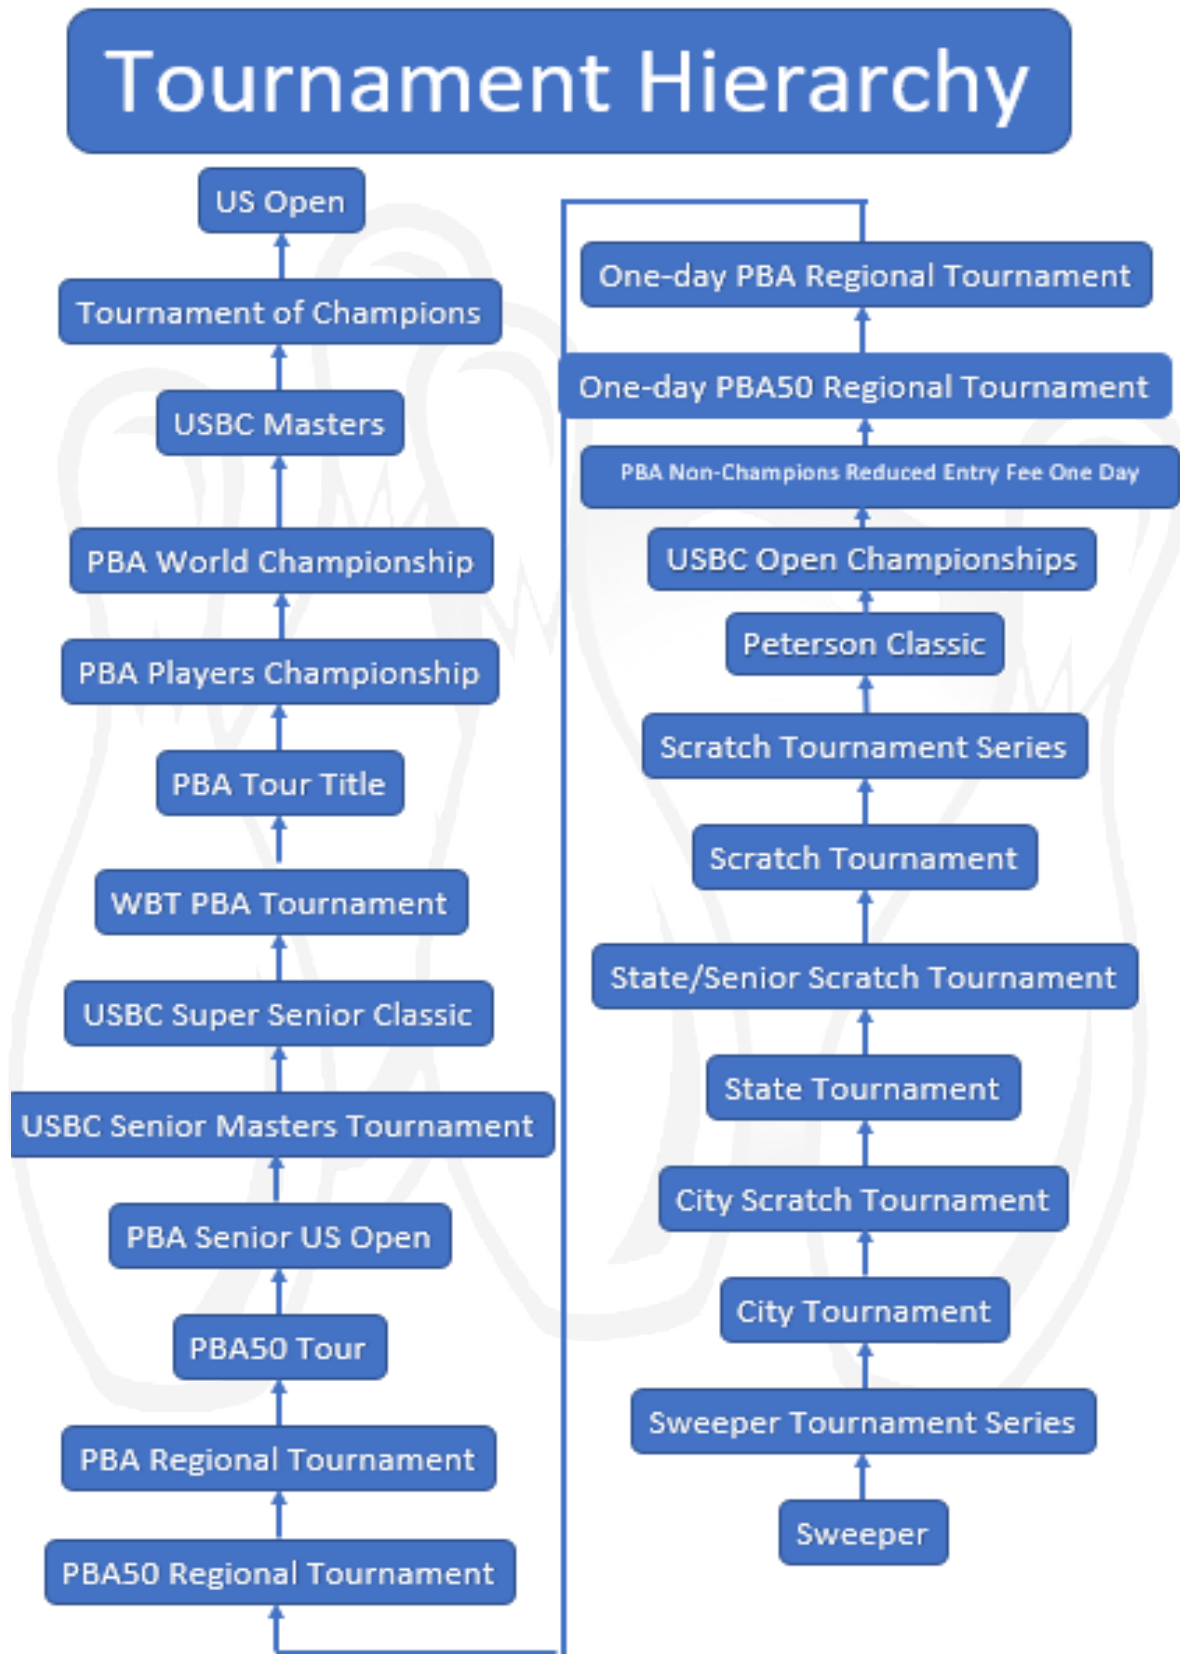 Tournament Hierarchy
US Open
Tournament of Champions
USBC Masters
PBA World Championship
PBA Players Championship
PBA Tour Title
WBT PBA Tournament
USBC Super Senior Classic
USBC Senior Masters Tournament
PBA Senior US Open
PBA50 Tour
PBA Regional Tournament
PBA50 Regional Tournament
One-day PBA Regional Tournament
One-day PBA50 Regional Tournament
PBA Non-Champions Reduced Entry Fee One Day
USBC Open Championships
Peterson Classic
Scratch Tournament Series
Scratch Tournament
State/Senior Scratch Tournament
State Tournament
City Scratch Tournament
City Tournament
Sweeper Tournament Series
Sweeper